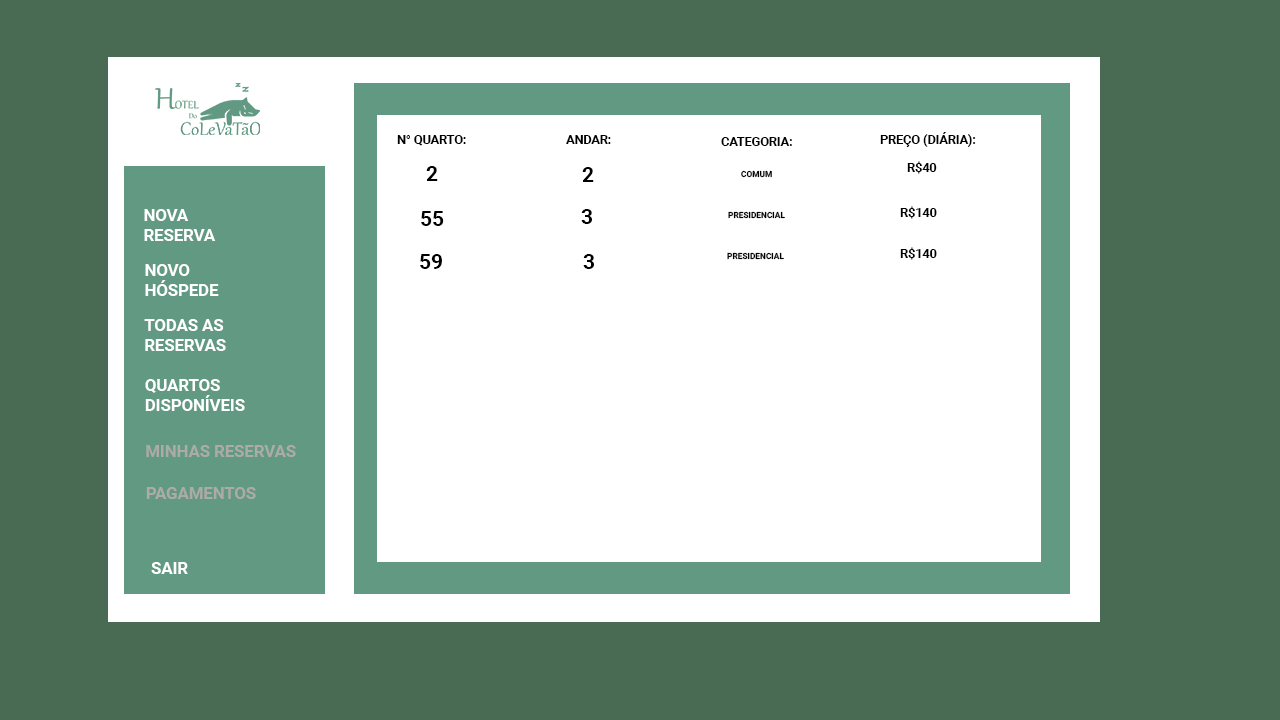 z z
HOTEL
Do
CoLeVaTãO
NOVA
RESERVA
NOVO
HÓSPEDE
TODAS AS
RESERVAS
QUARTOS
DISPONÍVEIS
MINHAS RESERVAS
PAGAMENTOS
SAIR
N° QUARTO: ANDAR: CATEGORIA: PREÇO (DIÁRIA):
2 2 COMUM R$40
55 3 PRESIDENCIAL R$140
59 3 PRESIDENCIAL R$140